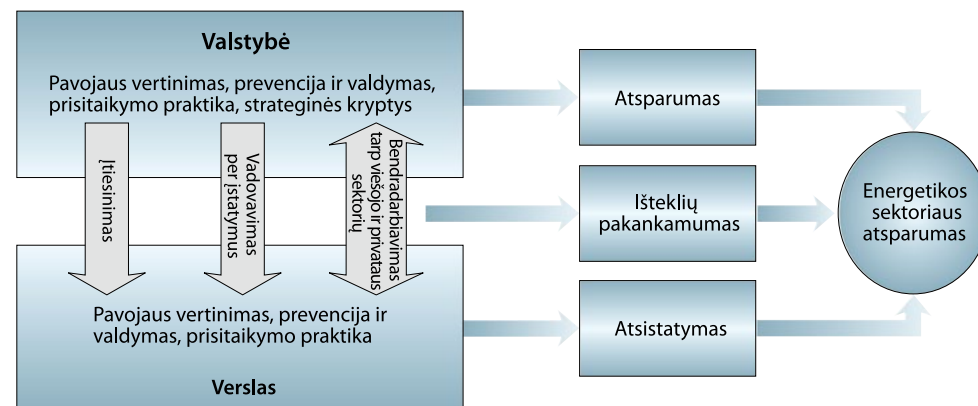 Valstybė
Pavojaus vertinimas, prevencija ir valdymas,
prisitaikymo praktika, strateginės kryptys
Įtiesinimas
Vadovavimas
per įstatymus
Bendradarbiavimas
tarp viešojo ir privataus
sektorių
Pavojaus vertinimas, prevencija ir
valdymas, prisitaikymo praktika
Verslas
Atsparumas
Išteklių
pakankamumas
Atsistatymas
Energetikos
sektoriaus
atsparumas